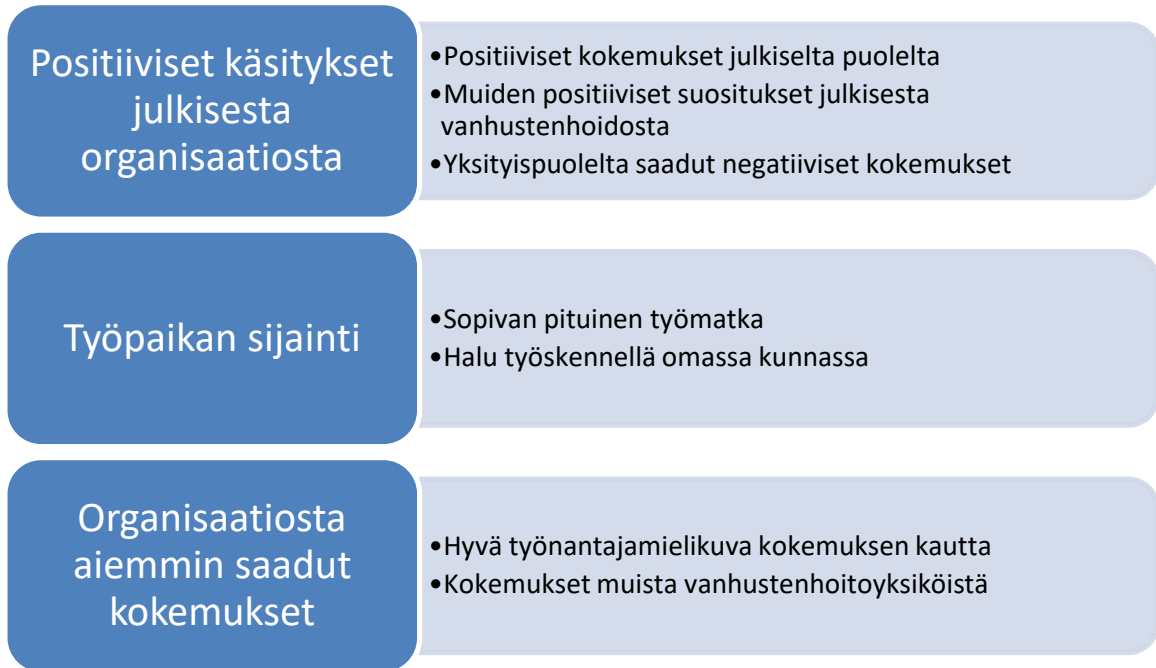 Positiiviset käsitykset
julkisesta
organisaatiosta
•Positiiviset kokemukset julkiselta puolelta
•Muiden positiiviset suositukset julkisesta
vanhustenhoidosta
•Yksityispuolelta saadut negatiiviset kokemukset
Työpaikan sijainti
•Sopivan pituinen työmatka
•Halu työskennellä omassa kunnassa
Organisaatiosta
aiemmin saadut
kokemukset
•Hyvä työnantajamielikuva kokemuksen kautta
•Kokemukset muista vanhustenhoitoyksiköistä